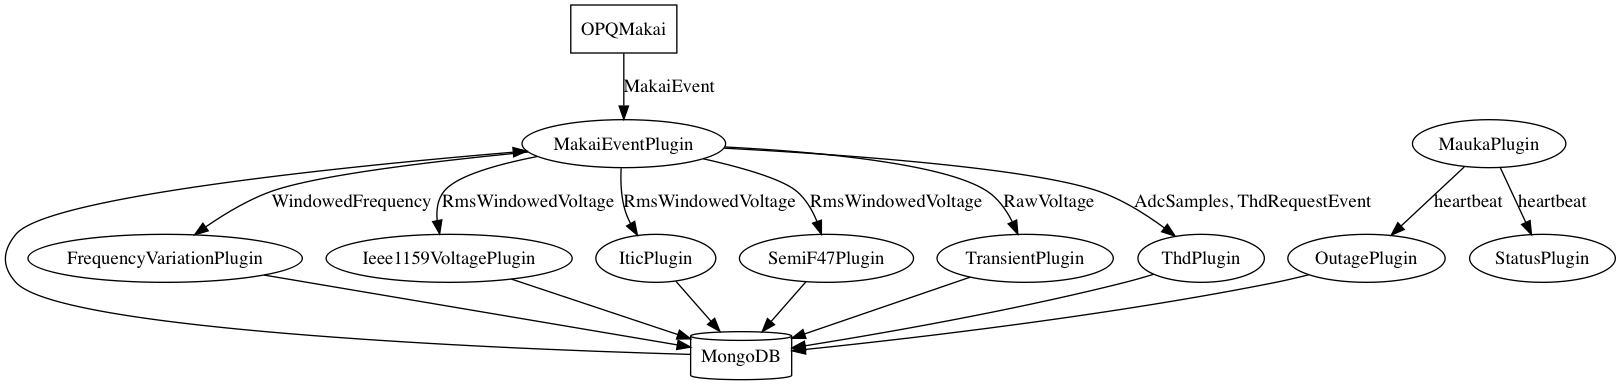 OPQMakai
MakaiEvent
MakaiEventPlugin
MaukaPlugin
WindowedFrequency
RmsWindowedVoltage
RmsWindowedVoltage
RmsWindowedVoltage
RawVoltage
AdcSamples, ThdRequestEvent
heartbeat
heartbeat
FrequencyVariationPlugin
Ieee1159VoltagePlugin
IticPlugin
SemiF47Plugin
TransientPlugin
ThdPlugin
OutagePlugin
StatusPlugin
MongoDB